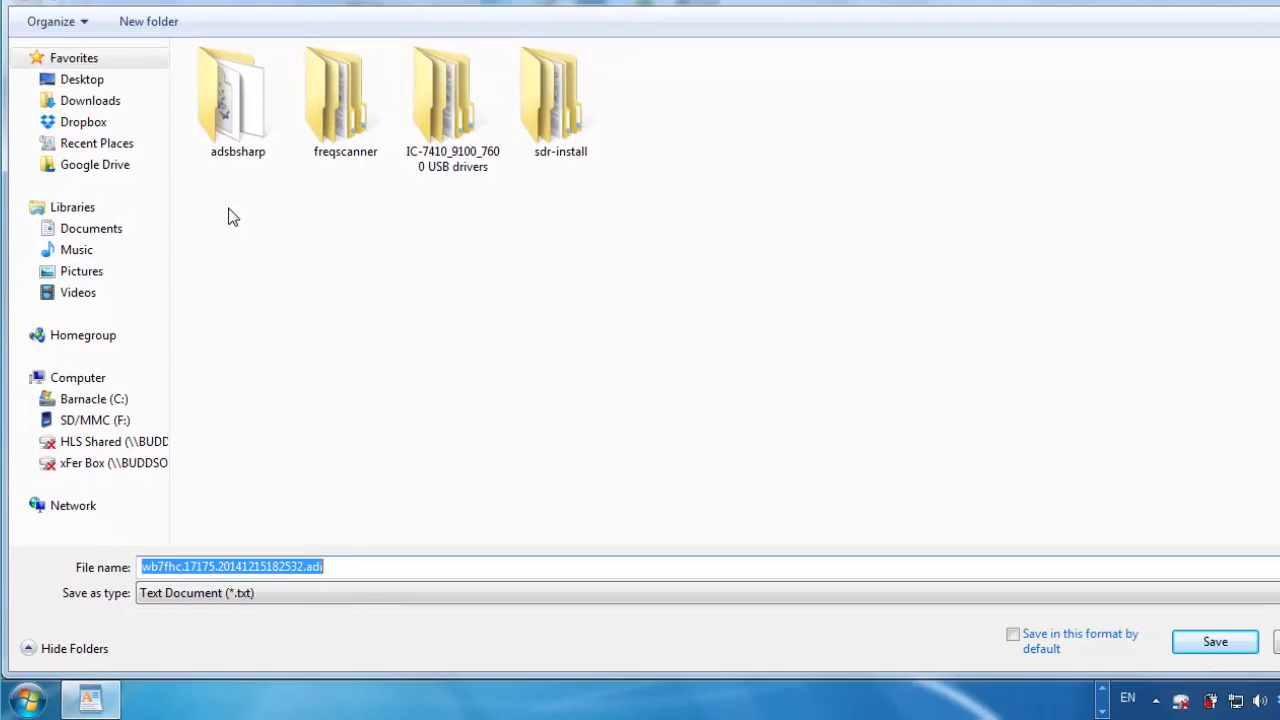 Organize
New folder
Favorites
Desktop
Downloads
Dropbox
Recent Places
Google Drive
Libraries
Documents
Music
Pictures
Videos
Homegroup
Computer
Barnacle (C:)
SD/MMC (F:)
HLS Shared (\\BUDD
xFer Box (\\BUDDSO
Network
adsbsharp
freqscanner
IC-7410_9100_760
0 USB drivers
sdr-install
File name: wb7fhc.17175.20141215182532.adi
Save as type: Text Document (*.txt)
Save in this format by
default
Save
Hide Folders
EN